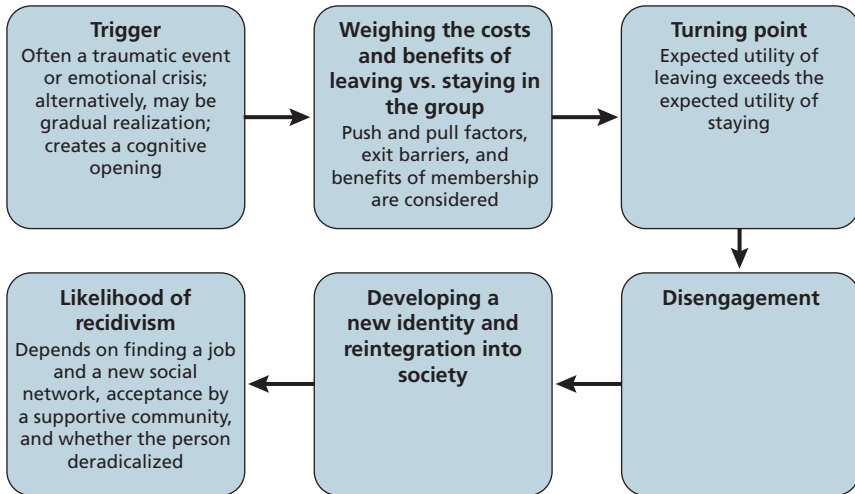 Trigger
Often a traumatic event
or emotional crisis;
alternatively, may be
gradual realization;
creates a cognitive
opening
Weighing the costs
and benefits of
leaving vs. staying in
the group
Push and pull factors,
exit barriers, and
benefits of membership
are considered
Turning point
Expected utility of
leaving exceeds the
expected utility of
staying
Disengagement
Developing a
new identity and
reintegration into
society
Likelihood of
recidivism
Depends on finding a job
and a new social
network, acceptance by
a supportive community,
and whether the person
deradicalized